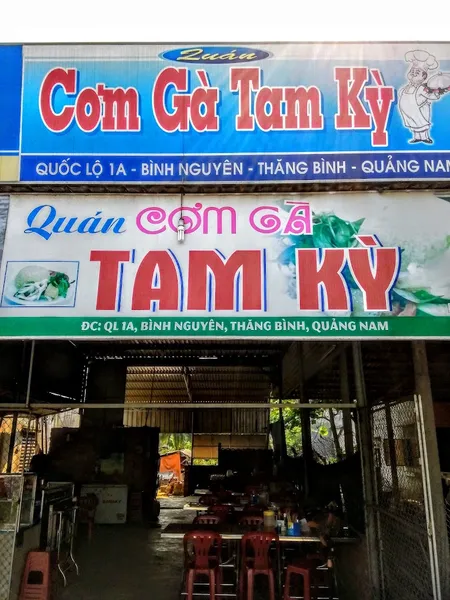 Quán
Cơm Gà Tam Kỳ
QUỐC LỘ 1A - BÌNH NGUYÊN - THĂNG BÌNH - QUẢNG NAM
Quán CƠM GÀ
TAM KỲ
ĐC: QL 1A, BÌNH NGUYÊN, THĂNG BÌNH, QUẢNG NAM